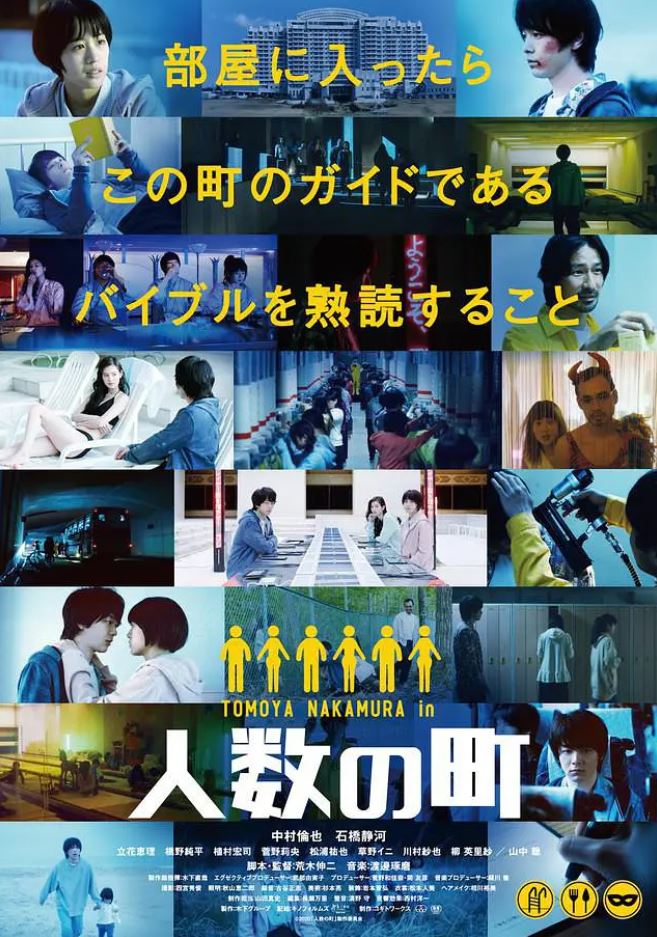 部屋に入ったら
この町のガイドである
バイブルを熟読すること
ようこそ。
TOMOYA NAKAMURA in
人数の町
中村倫也 石橋静河
立花恵理 橋野純平 植村宏司 菅野莉央 松浦祐也 草野イニ 川村紗也 柳英里紗/山中聡
脚本・監督:荒木伸二 音楽:渡邊琢磨